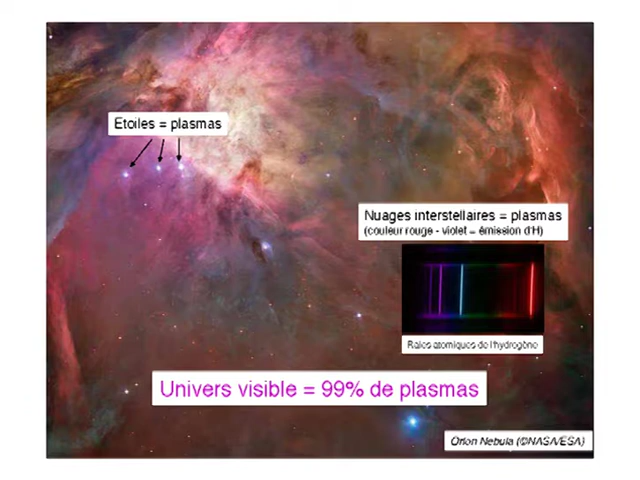 Etoiles = plasmas
Nuages interstellaires = plasmas
(couleur rouge - violet = émission d'H)
Raies atomiques de l'hydrogène
Univers visible = 99% de plasmas
Orion Nebula (©NASA/ESA)